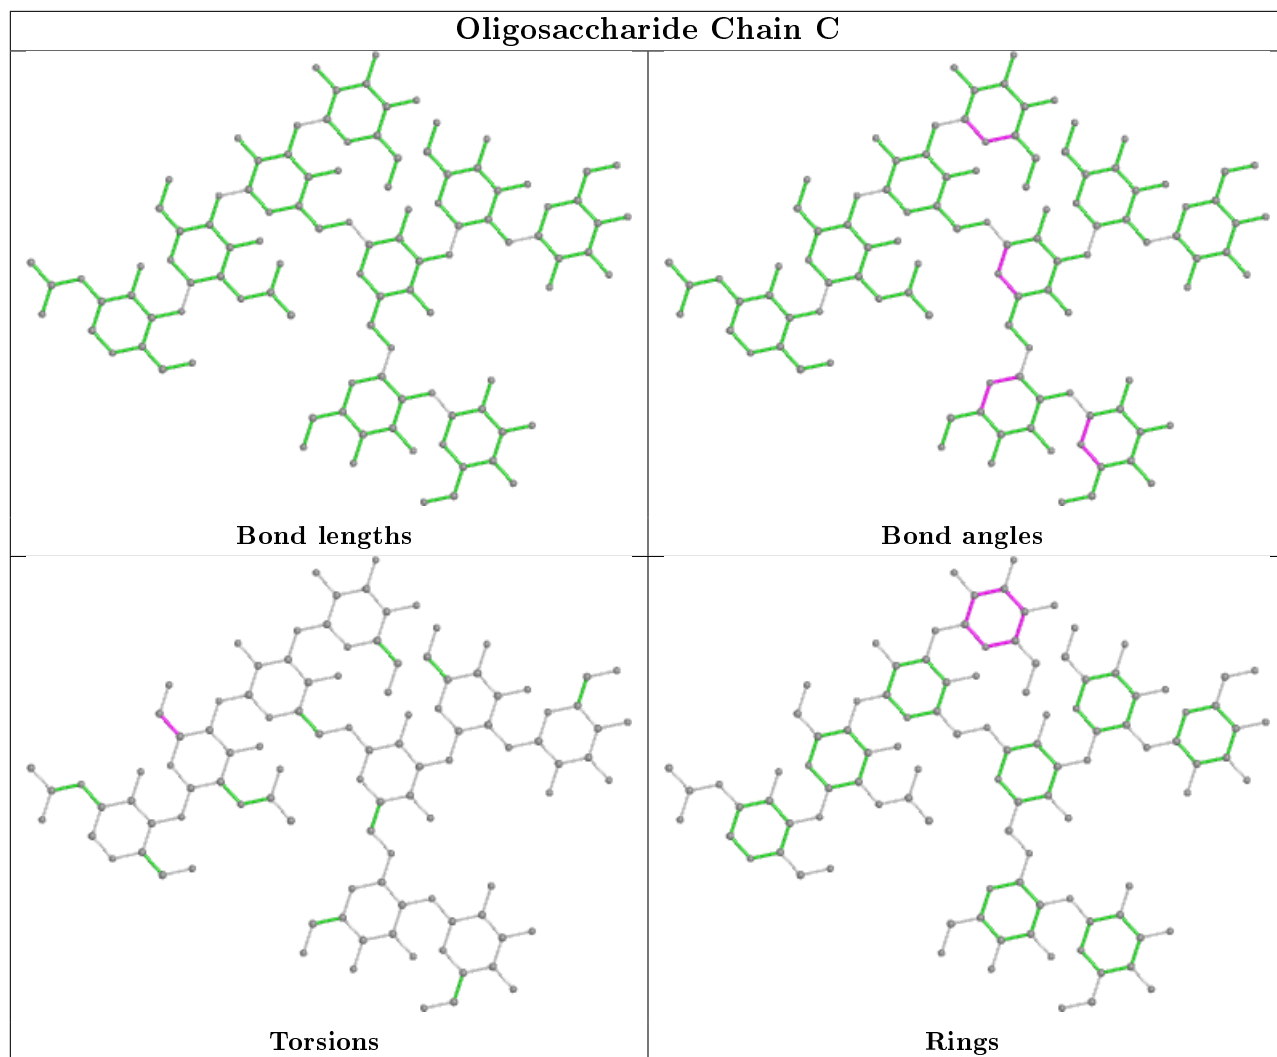 Oligosaccharide Chain C
Bond lengths
Bond angles
Torsions
Rings